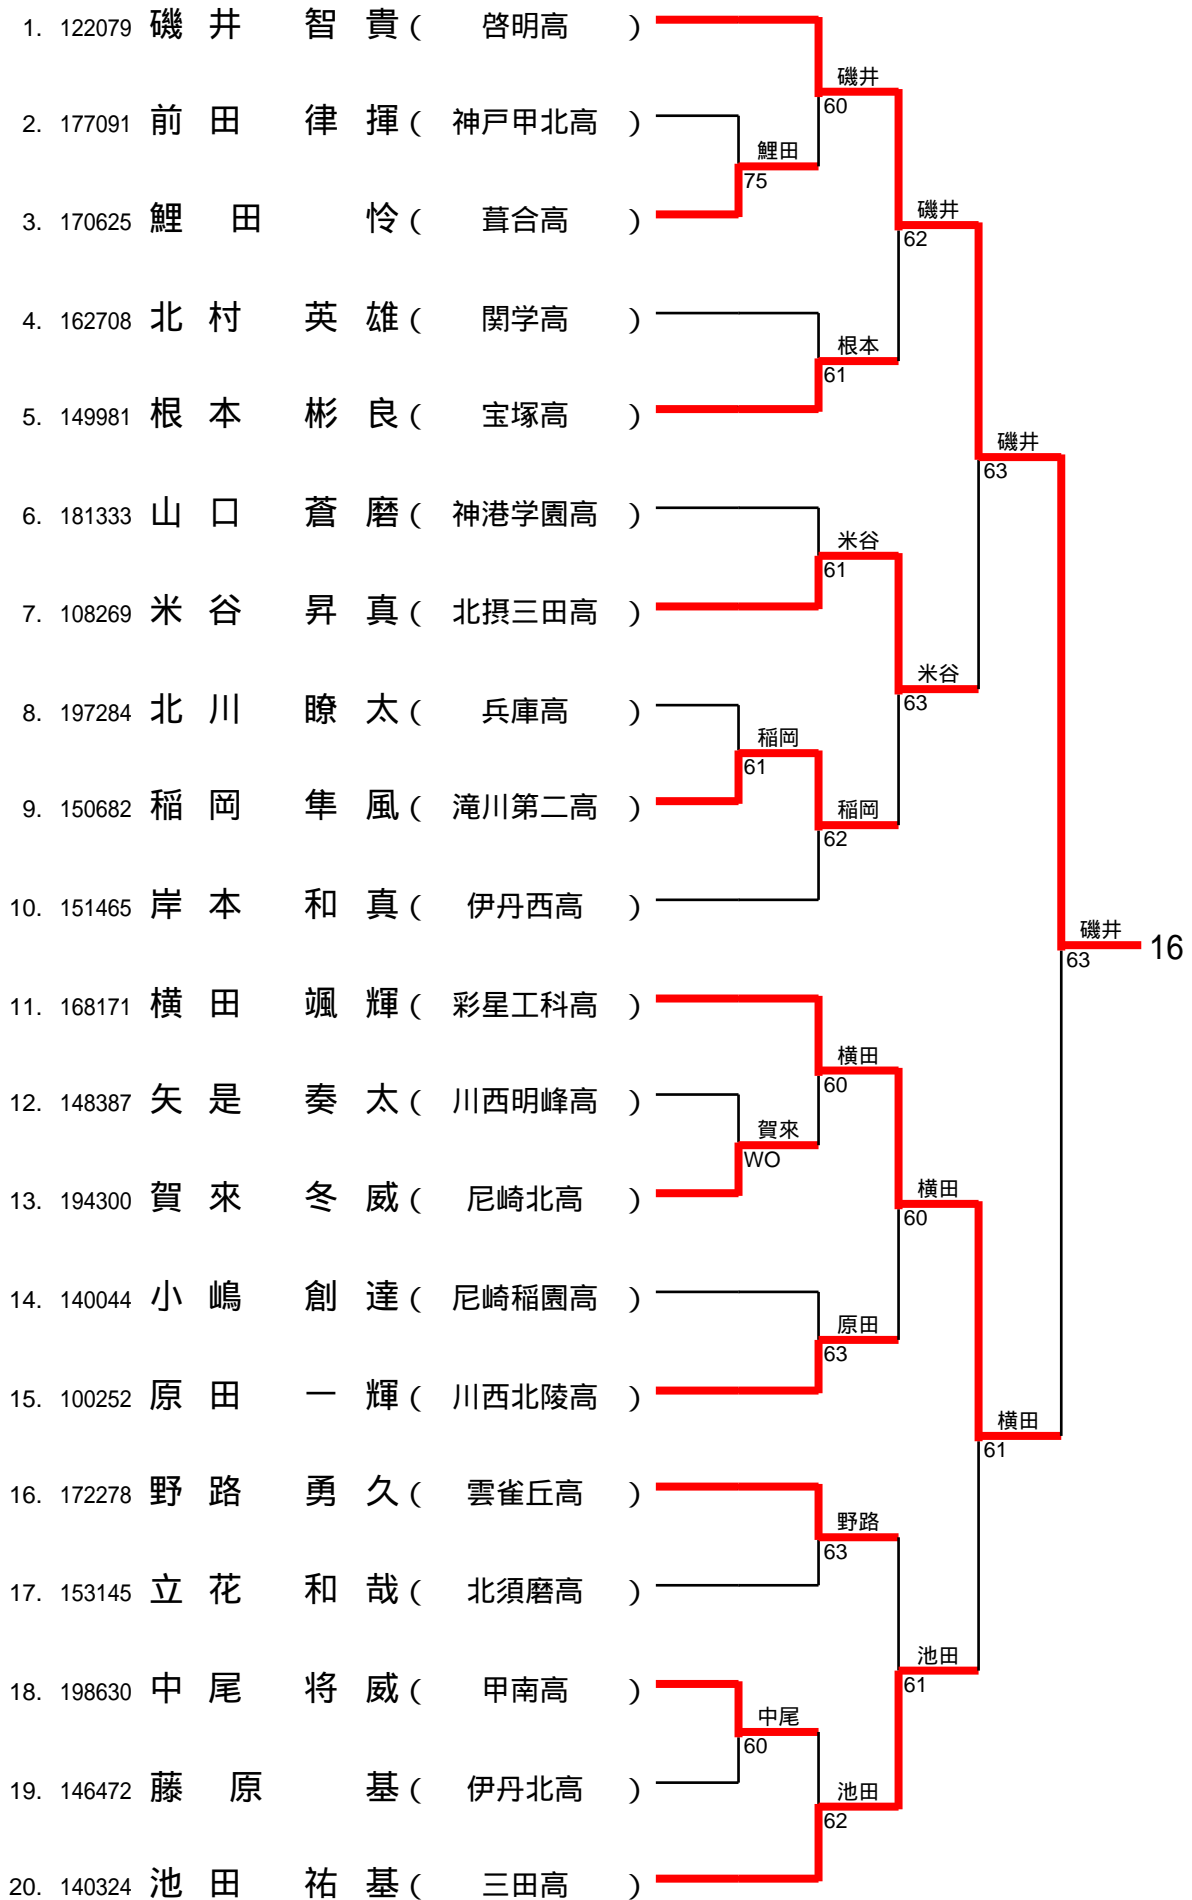 1. 122079 磯井 智貴 ( 啓明高 )
磯井
60
2. 177091 前田 律揮 ( 神戸甲北高 )
鯉田
75
3. 170625 鯉田 怜 ( 葺合高 )
磯井
62
4. 162708 北村 英雄 ( 関学高 )
根本
61
5. 149981 根本 彬良 ( 宝塚高 )
磯井
63
6. 181333 山口 蒼磨 ( 神港学園高 )
米谷
61
7. 108269 米谷 昇真 ( 北摂三田高 )
米谷
63
8. 197284 北川 瞭太 ( 兵庫高 )
稲岡
61
9. 150682 稲岡 隼風 ( 滝川第二高 )
稲岡
62
10. 151465 岸本 和真 ( 伊丹西高 )
磯井
63
16
11. 168171 横田 颯輝 ( 彩星工科高 )
横田
60
12. 148387 矢是 奏太 ( 川西明峰高 )
賀來
WO
13. 194300 賀來 冬威 ( 尼崎北高 )
横田
60
14. 140044 小嶋 創達 ( 尼崎稲園高 )
原田
63
15. 100252 原田 一輝 ( 川西北陵高 )
横田
61
16. 172278 野路 勇久 ( 雲雀丘高 )
野路
63
17. 153145 立花 和哉 ( 北須磨高 )
池田
61
18. 198630 中尾 将威 ( 甲南高 )
中尾
60
19. 146472 藤原 基 ( 伊丹北高 )
池田
62
20. 140324 池田 祐基 ( 三田高 )